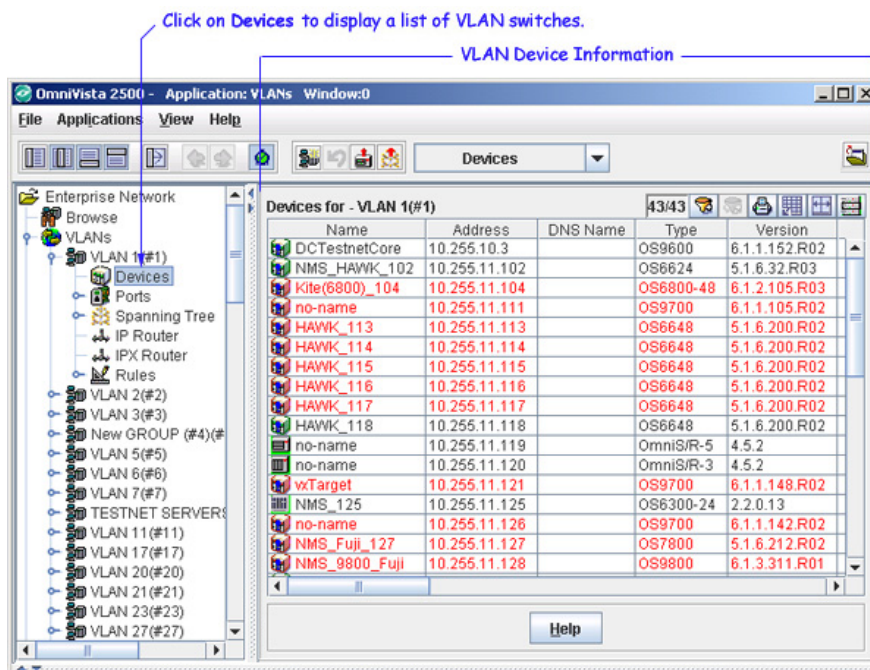 Click on Devices to display a list of VLAN switches.
VLAN Device Information
OmniVista 2500 - Application: VLANs Window:0
File Applications View Help
Devices
Enterprise Network
Browse
VLANs
VLAN 1(#1)
Devices
Ports
Spanning Tree
IP Router
IPX Router
Rules
VLAN 2(#2)
VLAN 3(#3)
New GROUP (#4)(#
VLAN 5(#5)
VLAN 6(#6)
VLAN 7(#7)
TESTNET SERVERS
VLAN 11(#11)
VLAN 17(#17)
VLAN 20(#20)
VLAN 21(#21)
VLAN 23(#23)
VLAN 27(#27)
Devices for - VLAN 1(#1) 43/43
Name Address DNS Name Type Version
DCTestnetCore 10.255.10.3 OS9600 6.1.1.152.R02
NMS_HAWK_102 10.255.11.102 OS6624 5.1.6.32.R03
Kite(6800)_104 10.255.11.104 OS6800-48 6.1.2.105.R03
no-name 10.255.11.111 OS9700 6.1.1.105.R02
HAWK_113 10.255.11.113 OS6648 5.1.6.200.R02
HAWK_114 10.255.11.114 OS6648 5.1.6.200.R02
HAWK_115 10.255.11.115 OS6648 5.1.6.200.R02
HAWK_116 10.255.11.116 OS6648 5.1.6.200.R02
HAWK_117 10.255.11.117 OS6648 5.1.6.200.R02
HAWK_118 10.255.11.118 OS6648 5.1.6.200.R02
no-name 10.255.11.119 OmniS/R-5 4.5.2
no-name 10.255.11.120 OmniS/R-3 4.5.2
vxTarget 10.255.11.121 OS9700 6.1.1.148.R02
NMS_125 10.255.11.125 OS6300-24 2.2.0.13
no-name 10.255.11.126 OS9700 6.1.1.142.R02
NMS_Fuji_127 10.255.11.127 OS7800 5.1.6.212.R02
NMS_9800_Fuji 10.255.11.128 OS9800 6.1.3.311.R01
Help